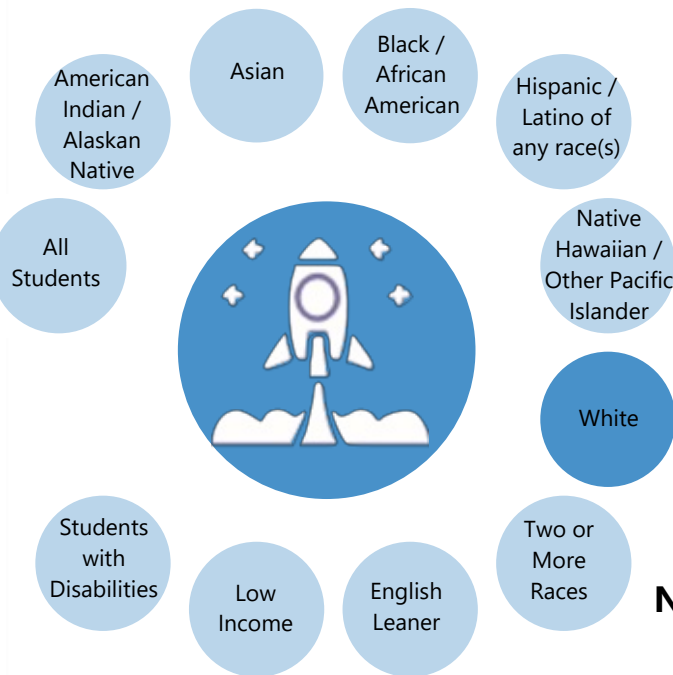 American
Indian /
Alaskan
Native
Asian
Black /
African
American
Hispanic /
Latino of
any race(s)
All
Students
Native
Hawaiian /
Other Pacific
Islander
White
Students
with
Disabilities
Low
Income
English
Leaner
Two or
More
Races
N